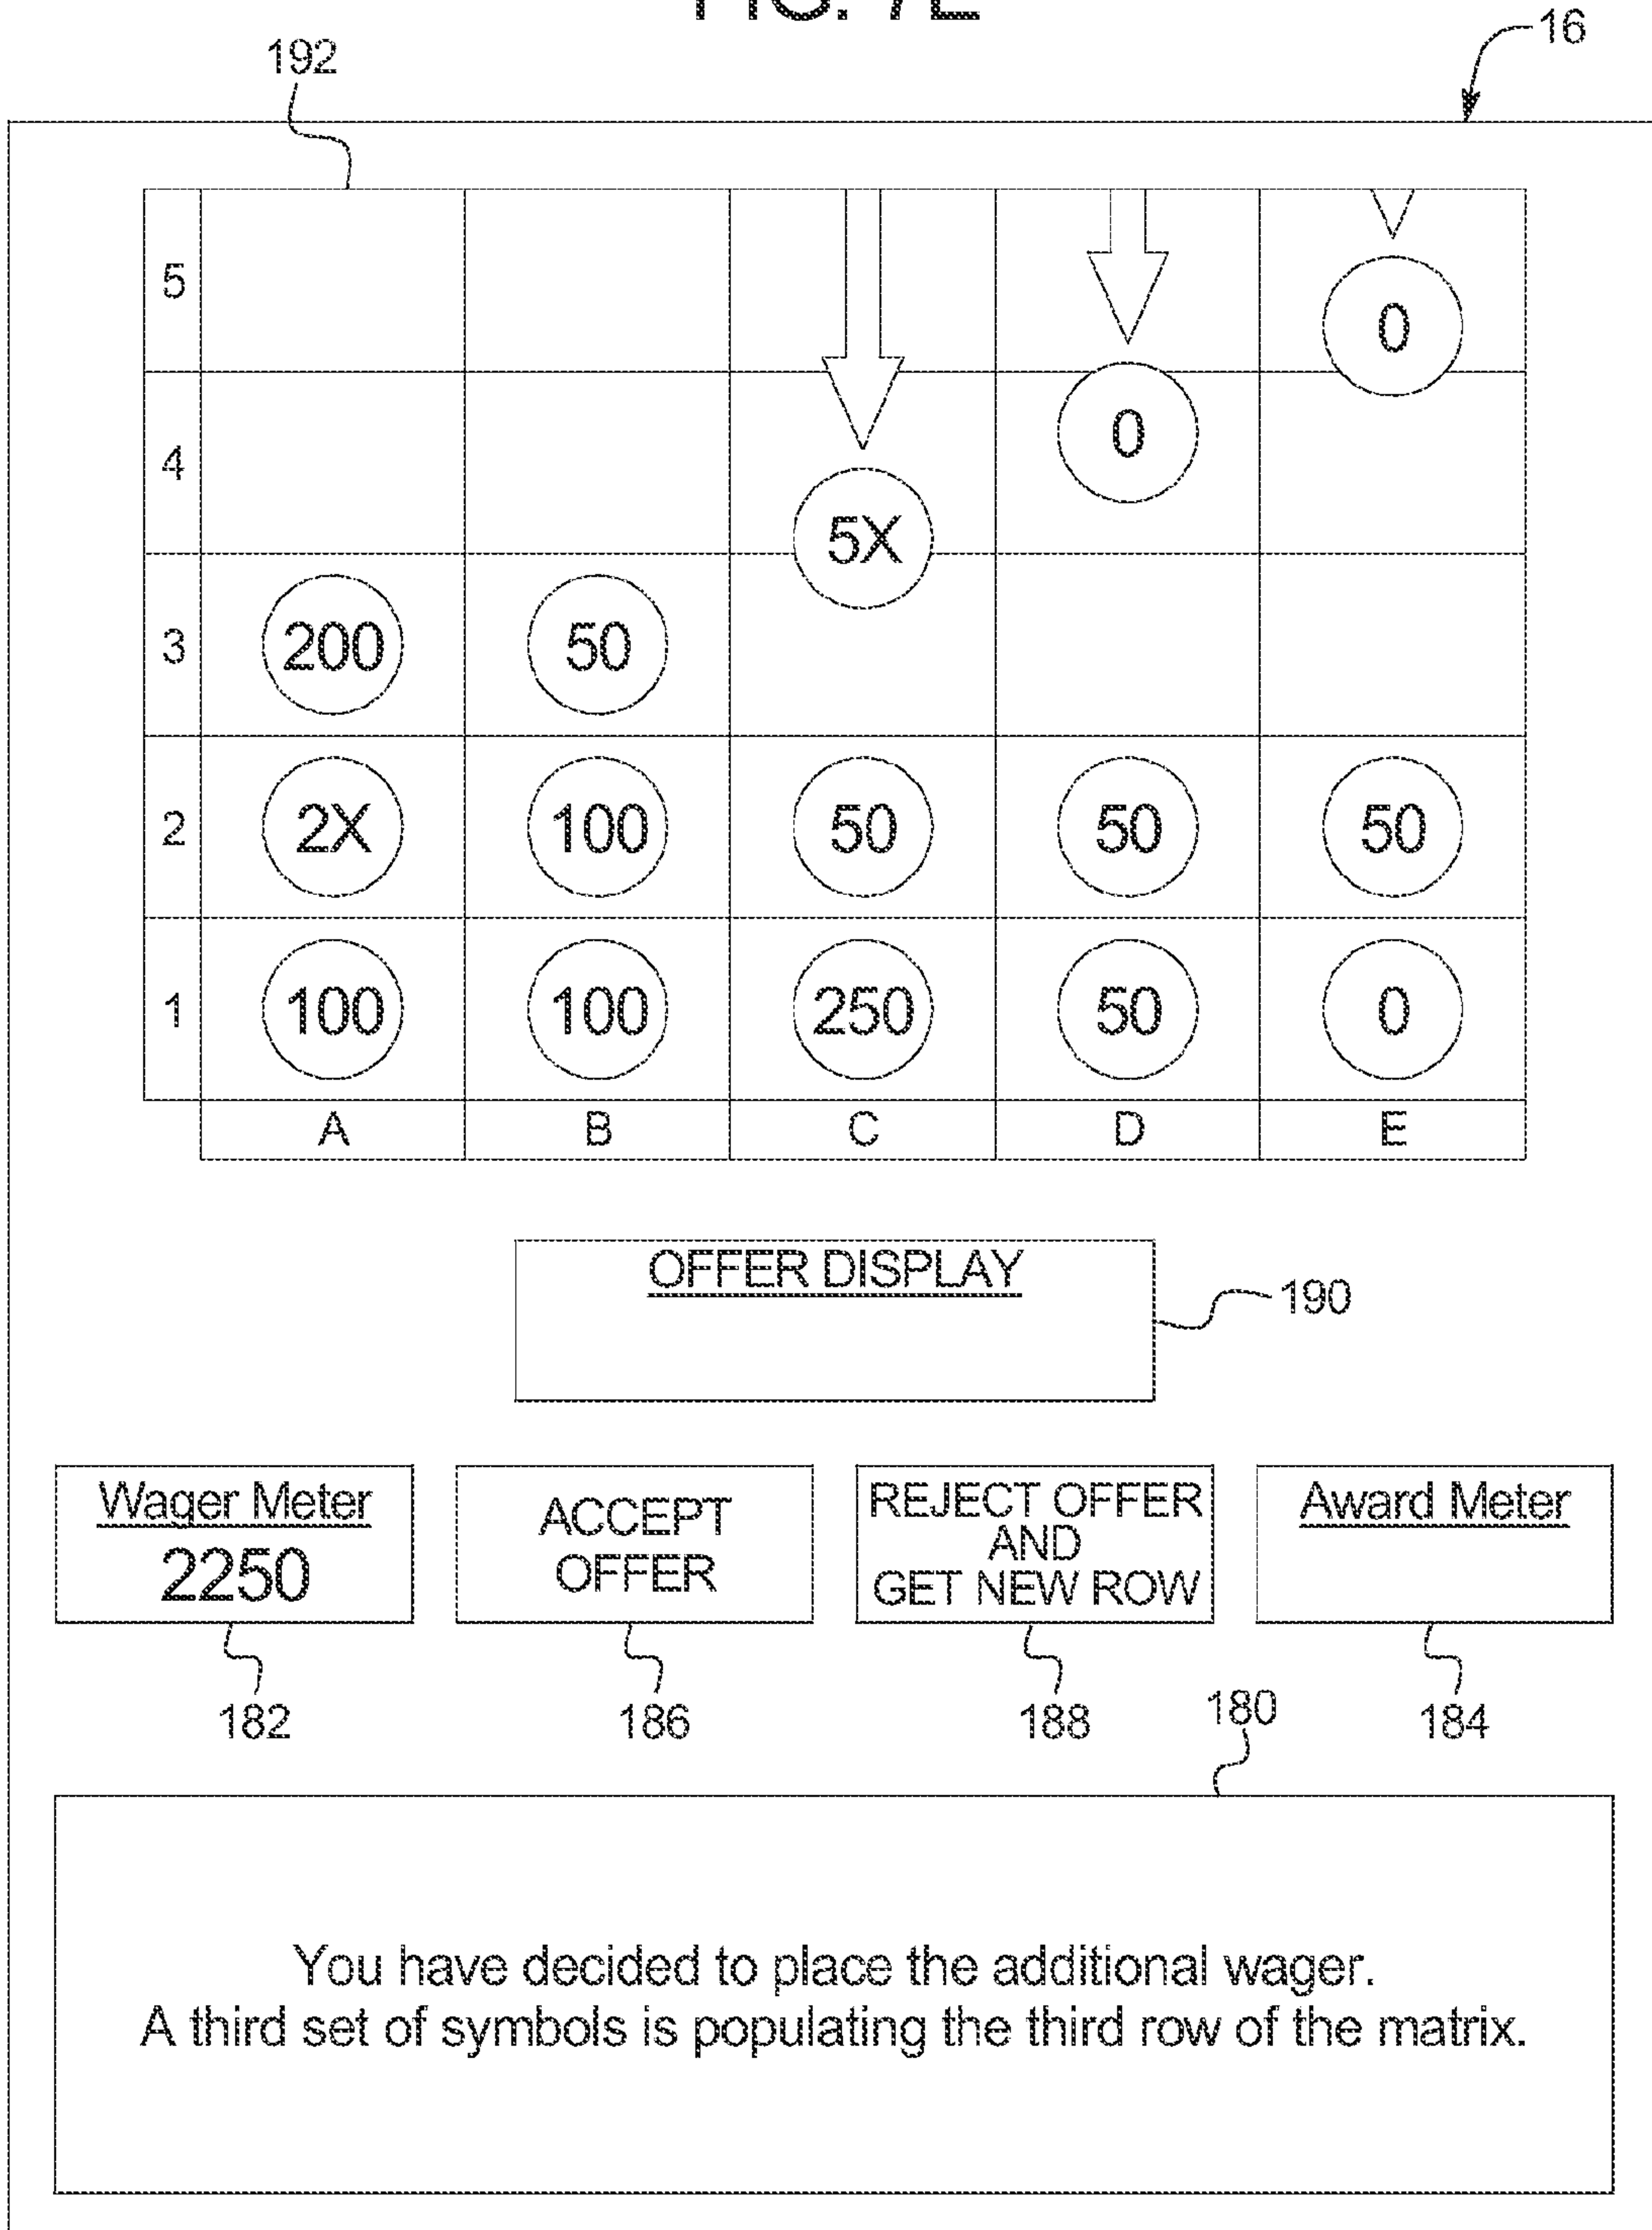 FIG. 7E
16
192
5
0
4
0
5X
3 200 50
2 2X 100 50 50 50
1 100 100 250 50 0
A B C D E
OFFER DISPLAY
190
Wager Meter
2250
ACCEPT
OFFER
REJECT OFFER
AND
GET NEW ROW
Award Meter
182 186 188 180 184
You have decided to place the additional wager.
A third set of symbols is populating the third row of the matrix.